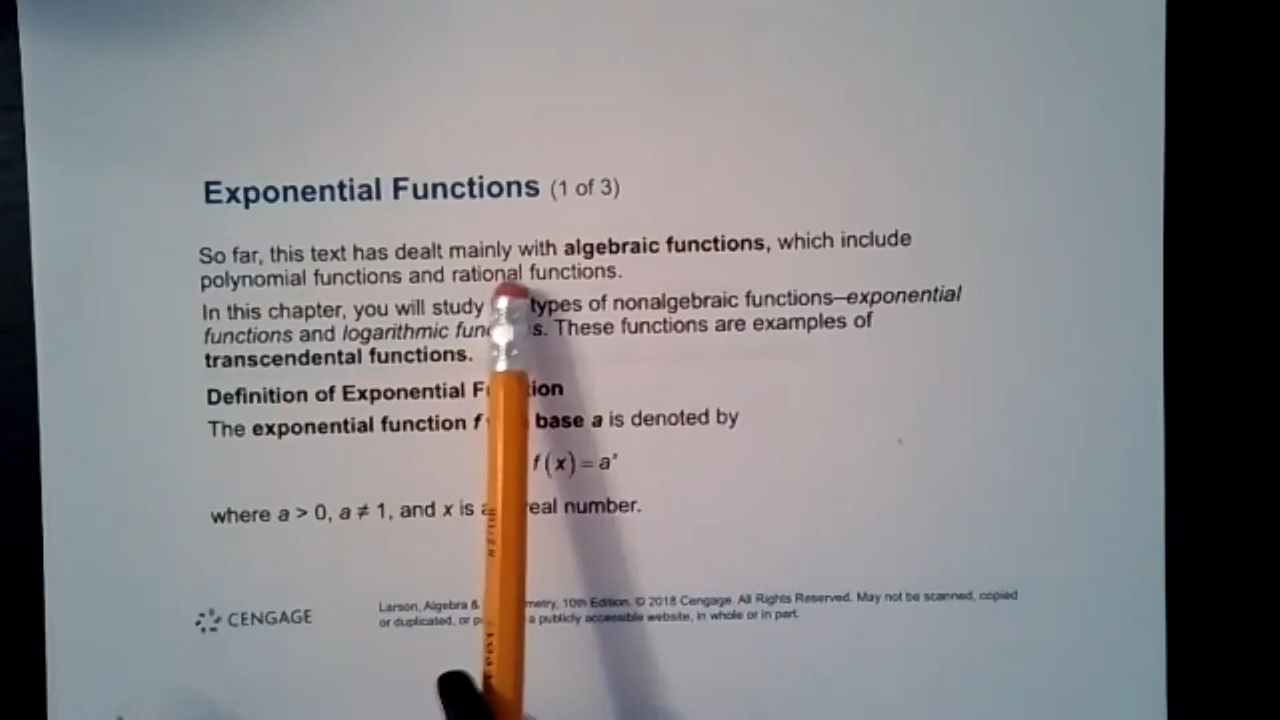 Exponential Functions (1 of 3)
So far, this text has dealt mainly with algebraic functions, which include
polynomial functions and rational functions.
In this chapter, you will study types of nonalgebraic functions–exponential
functions and logarithmic These functions are examples of
transcendental functions.
Definition of Exponential
The exponential function f base a is denoted by
f(x) = aˣ
where a > 0, a ≠ 1, and x is number.
CENGAGE
Larson, Algebra & 10th Edition. © 2018 Cengage. All Rights Reserved. May not be scanned, copied
or duplicated, or a publicly accessible website, in whole or in part.